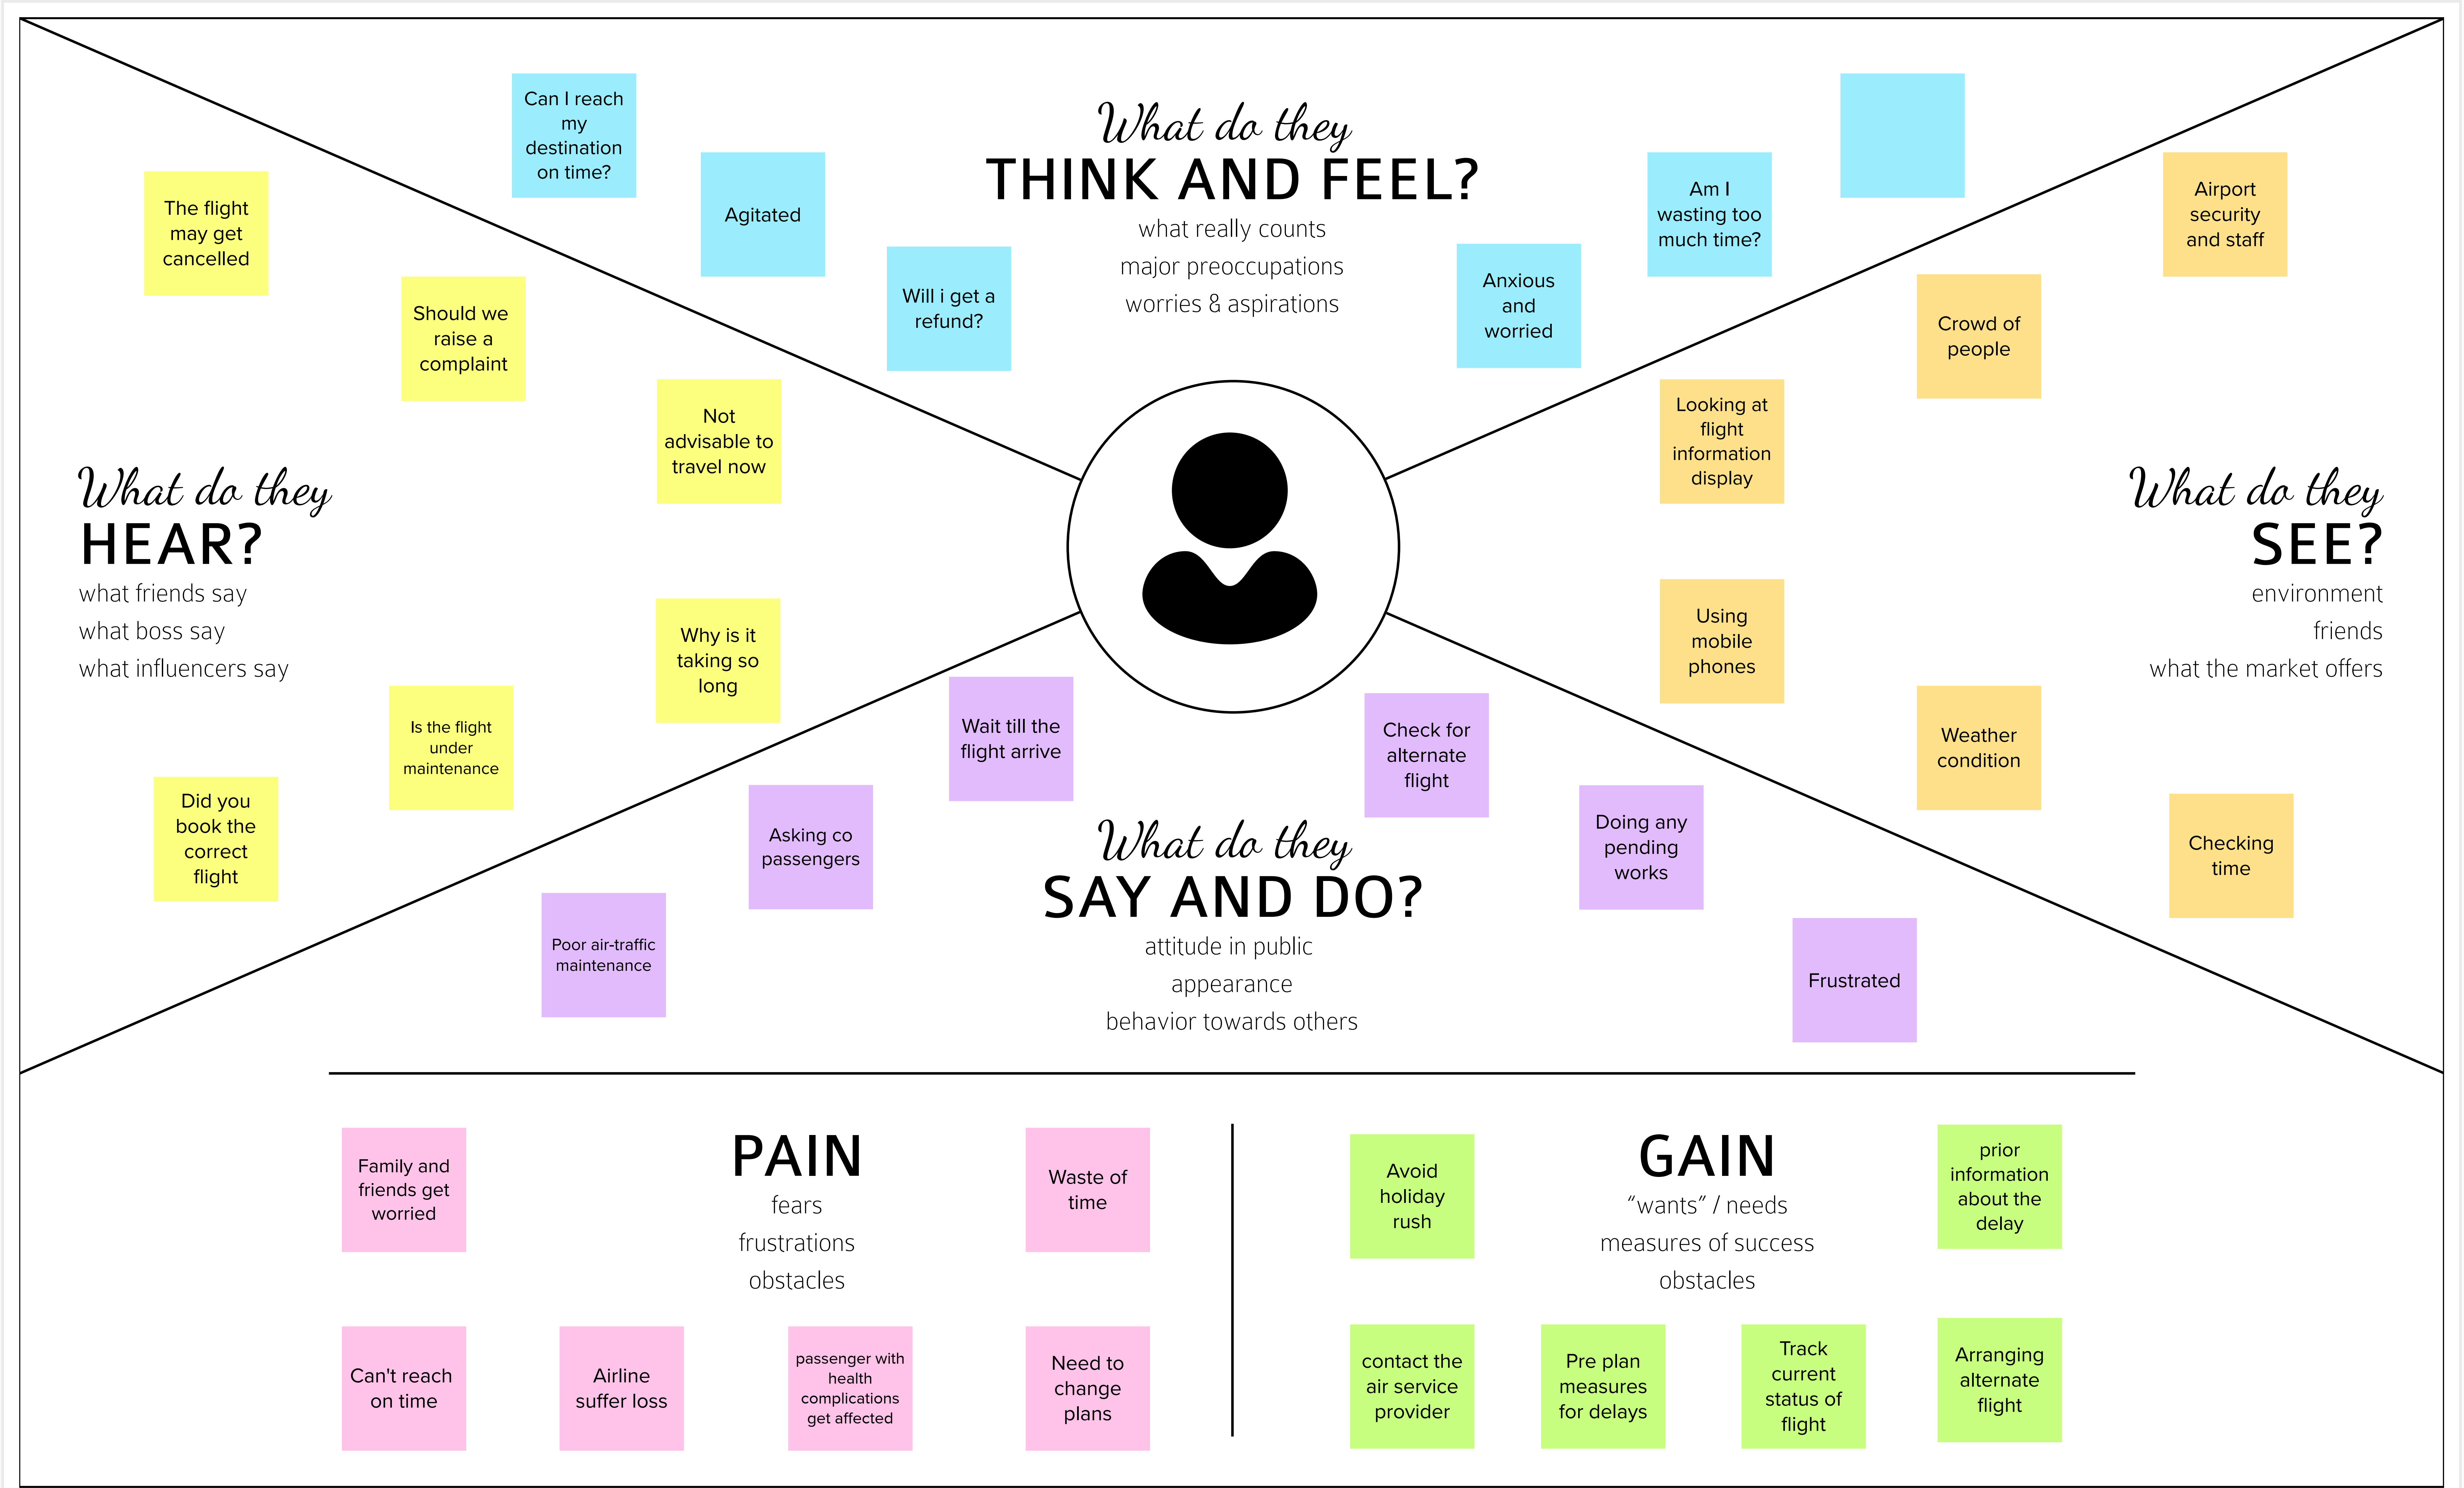 What do they
THINK AND FEEL?
what really counts
major preoccupations
worries & aspirations
Can I reach
my
destination
on time?
Agitated
Will i get a
refund?
Anxious
and
worried
Am I
wasting too
much time?
What do they
HEAR?
what friends say
what boss say
what influencers say
The flight
may get
cancelled
Should we
raise a
complaint
Not
advisable to
travel now
Why is it
taking so
long
Is the flight
under
maintenance
Did you
book the
correct
flight
What do they
SEE?
environment
friends
what the market offers
Airport
security
and staff
Crowd of
people
Looking at
flight
information
display
Using
mobile
phones
Weather
condition
Checking
time
What do they
SAY AND DO?
attitude in public
appearance
behavior towards others
Wait till the
flight arrive
Asking co
passengers
Poor air-traffic
maintenance
Check for
alternate
flight
Doing any
pending
works
Frustrated
PAIN
fears
frustrations
obstacles
Family and
friends get
worried
Waste of
time
Can't reach
on time
Airline
suffer loss
passenger with
health
complications
get affected
Need to
change
plans
GAIN
“wants” / needs
measures of success
obstacles
Avoid
holiday
rush
prior
information
about the
delay
contact the
air service
provider
Pre plan
measures
for delays
Track
current
status of
flight
Arranging
alternate
flight